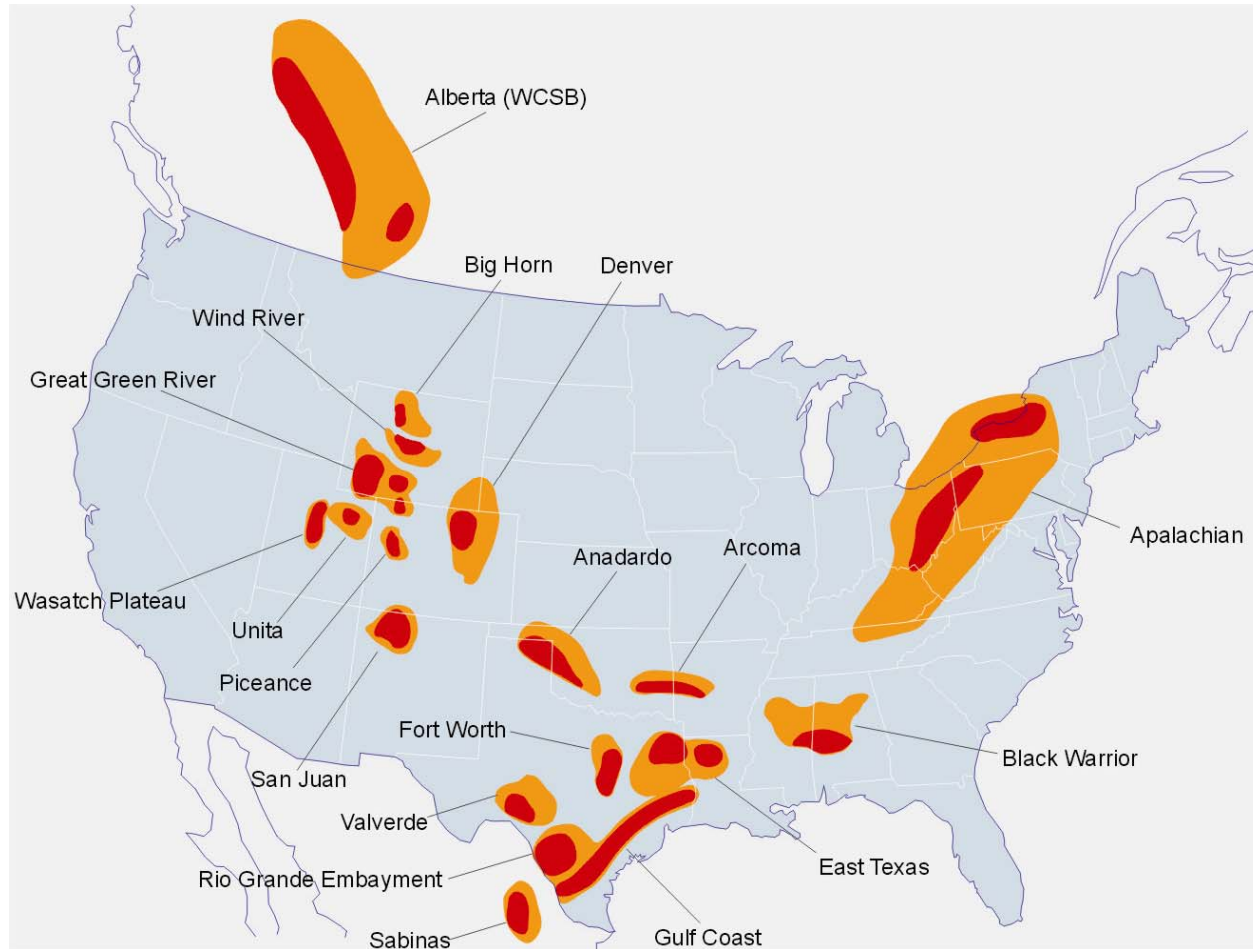 Alberta (WCSB)
Big Horn
Denver
Wind River
Great Green River
Anadardo
Arcoma
Apalachian
Wasatch Plateau
Unita
Piceance
Fort Worth
Black Warrior
San Juan
Valverde
East Texas
Rio Grande Embayment
Sabinas
Gulf Coast